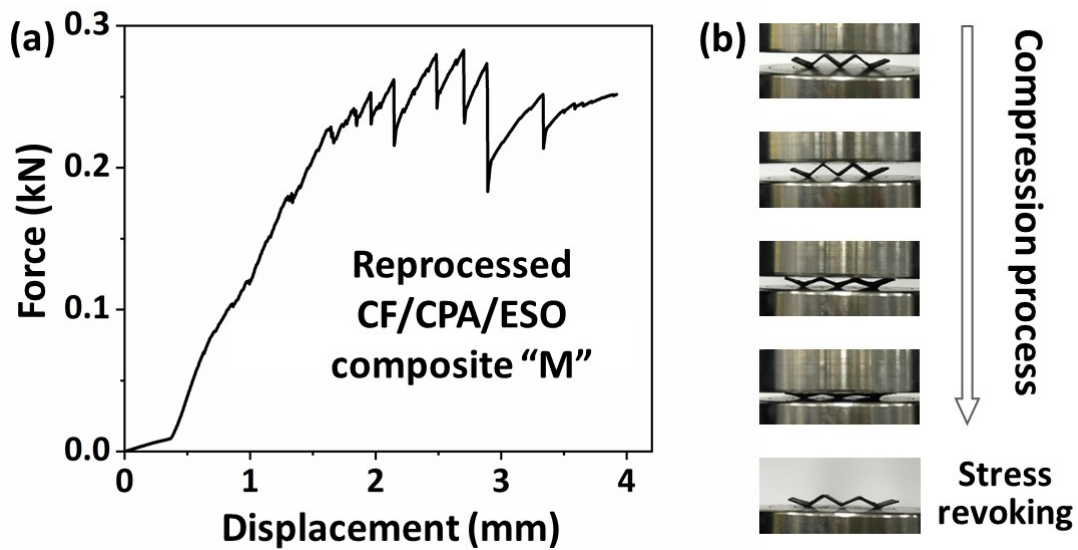 (a)
0.3
0.2
0.1
0.0
Force (kN)
Reprocessed
CF/CPA/ESO
composite “M”
0 1 2 3 4
Displacement (mm)
(b)
Compression process
Stress
revoking